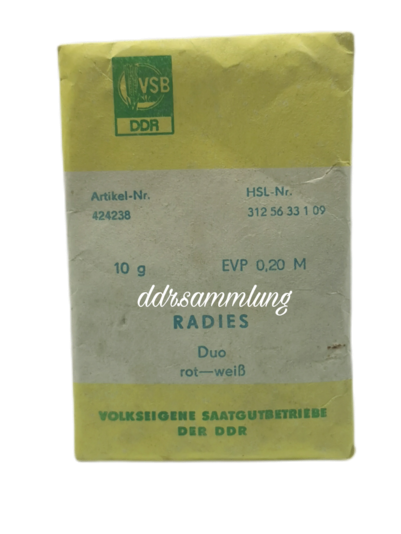 VSB
DDR
Artikel-Nr. HSL-Nr.
424238 312 56 33 1 09
10 g EVP 0,20 M
ddrsammlung
RADIES
Duo
rot—weiß
VOLKSEIGENE SAATGUTBETRIEBE
DER DDR